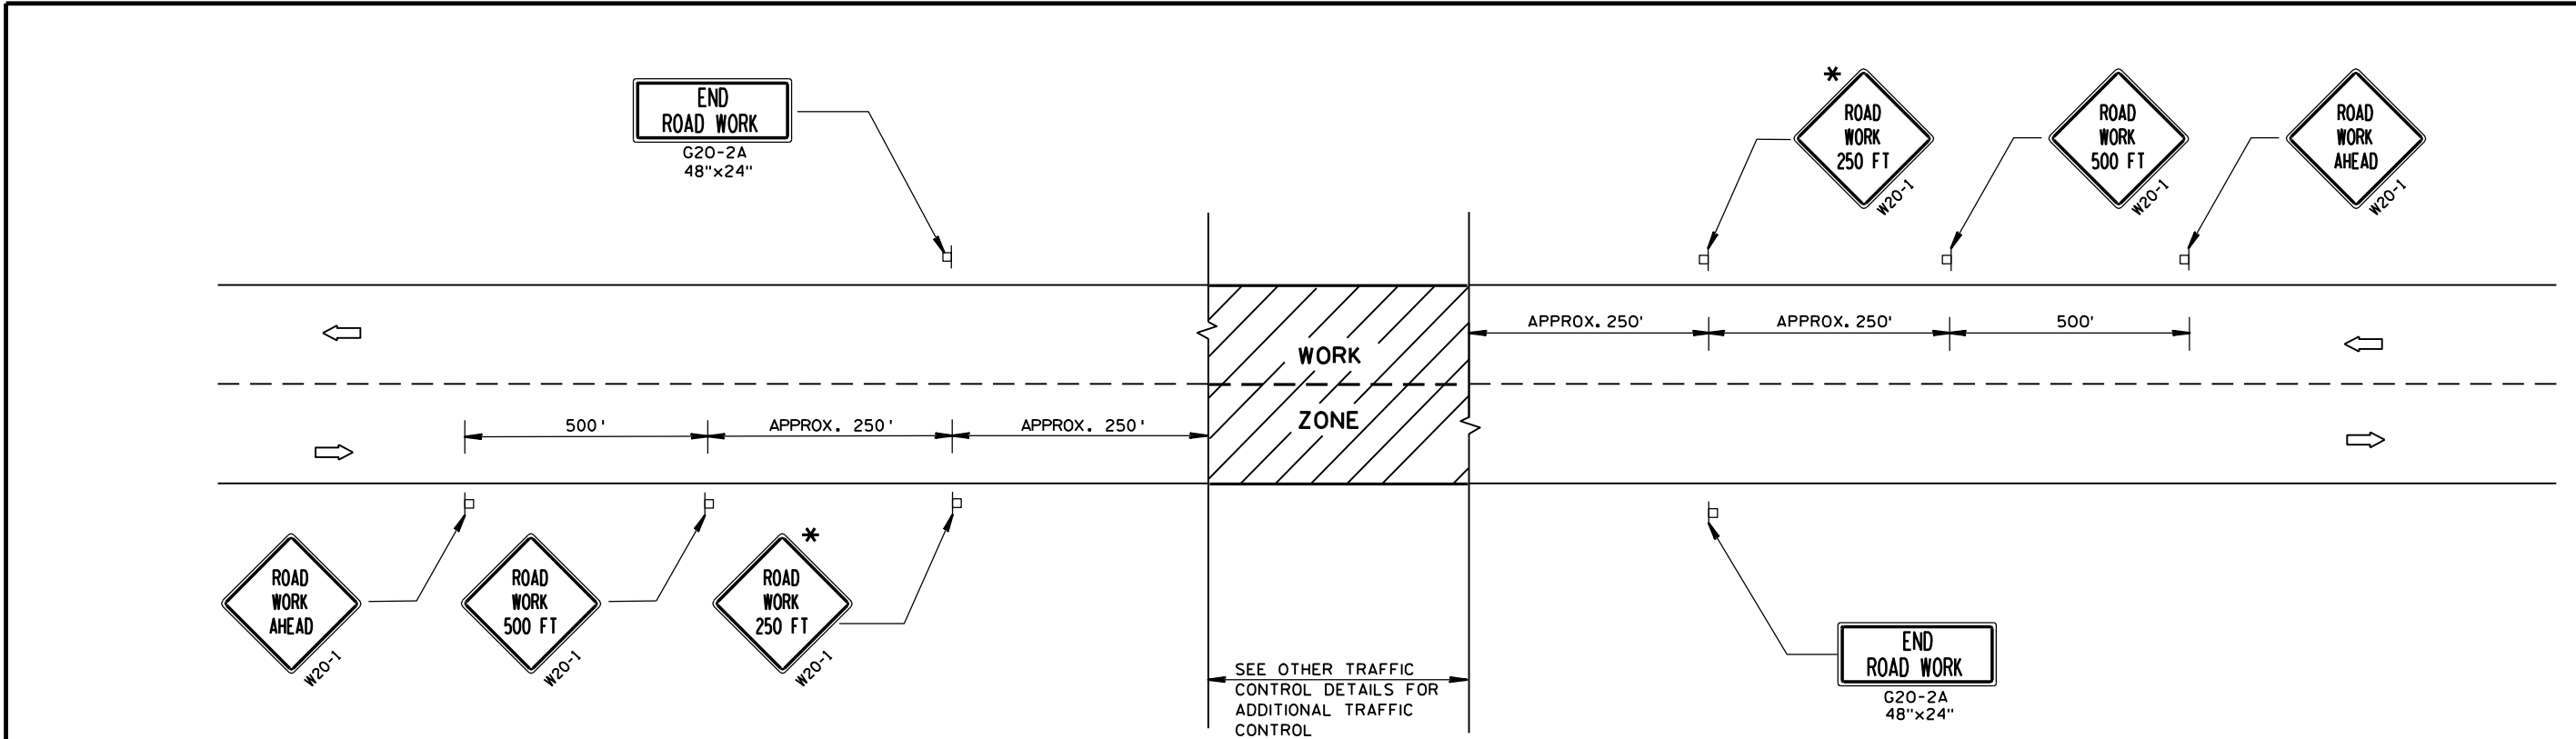 END
ROAD WORK
G20-2A
48"x24"
*
ROAD
WORK
250 FT
W20-1
ROAD
WORK
500 FT
W20-1
ROAD
WORK
AHEAD
W20-1
APPROX. 250'
APPROX. 250'
500'
WORK
ZONE
500'
APPROX. 250'
APPROX. 250'
ROAD
WORK
AHEAD
W20-1
ROAD
WORK
500 FT
W20-1
*
ROAD
WORK
250 FT
W20-1
SEE OTHER TRAFFIC
CONTROL DETAILS FOR
ADDITIONAL TRAFFIC
CONTROL
END
ROAD WORK
G20-2A
48"x24"